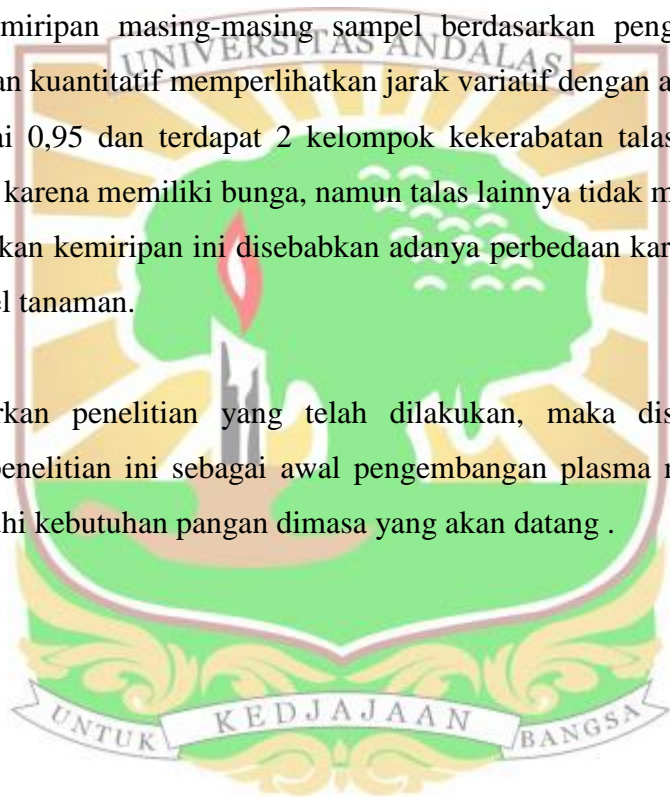 miripan masing-masing sampel berdasarkan peng
UNIVERSITAS ANDALAS
an kuantitatif memperlihatkan jarak variatif dengan a
ai 0,95 dan terdapat 2 kelompok kekerabatan talas
karena memiliki bunga, namun talas lainnya tidak m
kan kemiripan ini disebabkan adanya perbedaan kar
el tanaman.
rkan penelitian yang telah dilakukan, maka dis
penelitian ini sebagai awal pengembangan plasma
hi kebutuhan pangan dimasa yang akan datang .
UNTUK KEDJAJAAN BANGSA